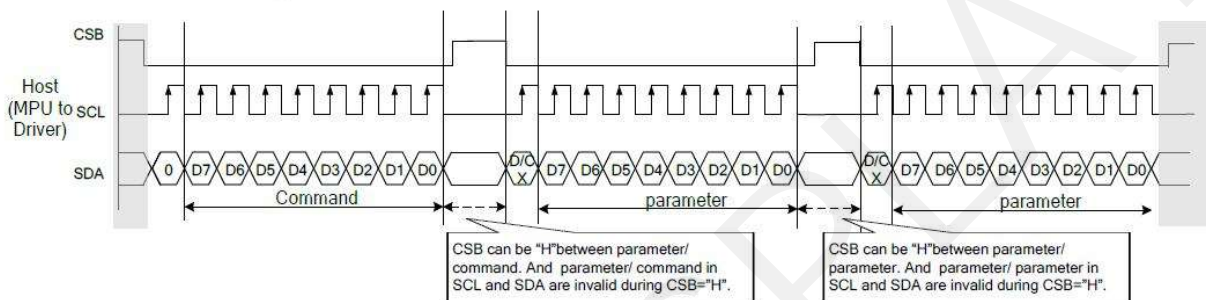 CSB
Host
(MPU to
Driver)
SCL
SDA
0 D7 D6 D5 D4 D3 D2 D1 D0
D/C
X
D7 D6 D5 D4 D3 D2 D1 D0
D/C
X
D7 D6 D5 D4 D3 D2 D1 D0
Command
parameter
parameter
CSB can be "H"between parameter/
command. And parameter/ command in
SCL and SDA are invalid during CSB="H".
CSB can be "H"between parameter/
parameter. And parameter/ parameter in
SCL and SDA are invalid during CSB="H".